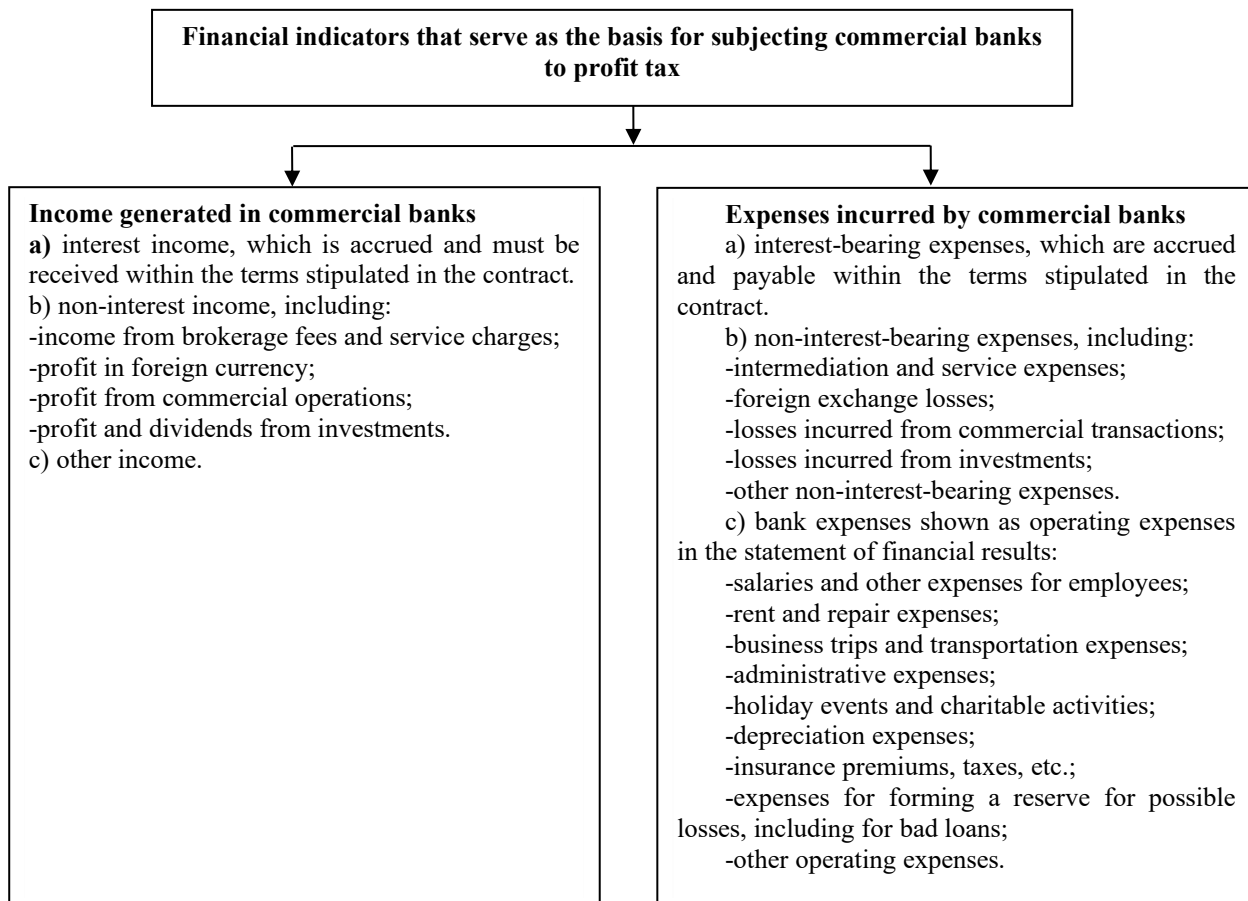 Financial indicators that serve as the basis for subjecting commercial banks
to profit tax
Income generated in commercial banks
a) interest income, which is accrued and must be
received within the terms stipulated in the contract.
b) non-interest income, including:
-income from brokerage fees and service charges;
-profit in foreign currency;
-profit from commercial operations;
-profit and dividends from investments.
c) other income.
Expenses incurred by commercial banks
a) interest-bearing expenses, which are accrued
and payable within the terms stipulated in the
contract.
b) non-interest-bearing expenses, including:
-intermediation and service expenses;
-foreign exchange losses;
-losses incurred from commercial transactions;
-losses incurred from investments;
-other non-interest-bearing expenses.
c) bank expenses shown as operating expenses
in the statement of financial results:
-salaries and other expenses for employees;
-rent and repair expenses;
-business trips and transportation expenses;
-administrative expenses;
-holiday events and charitable activities;
-depreciation expenses;
-insurance premiums, taxes, etc.;
-expenses for forming a reserve for possible
losses, including for bad loans;
-other operating expenses.